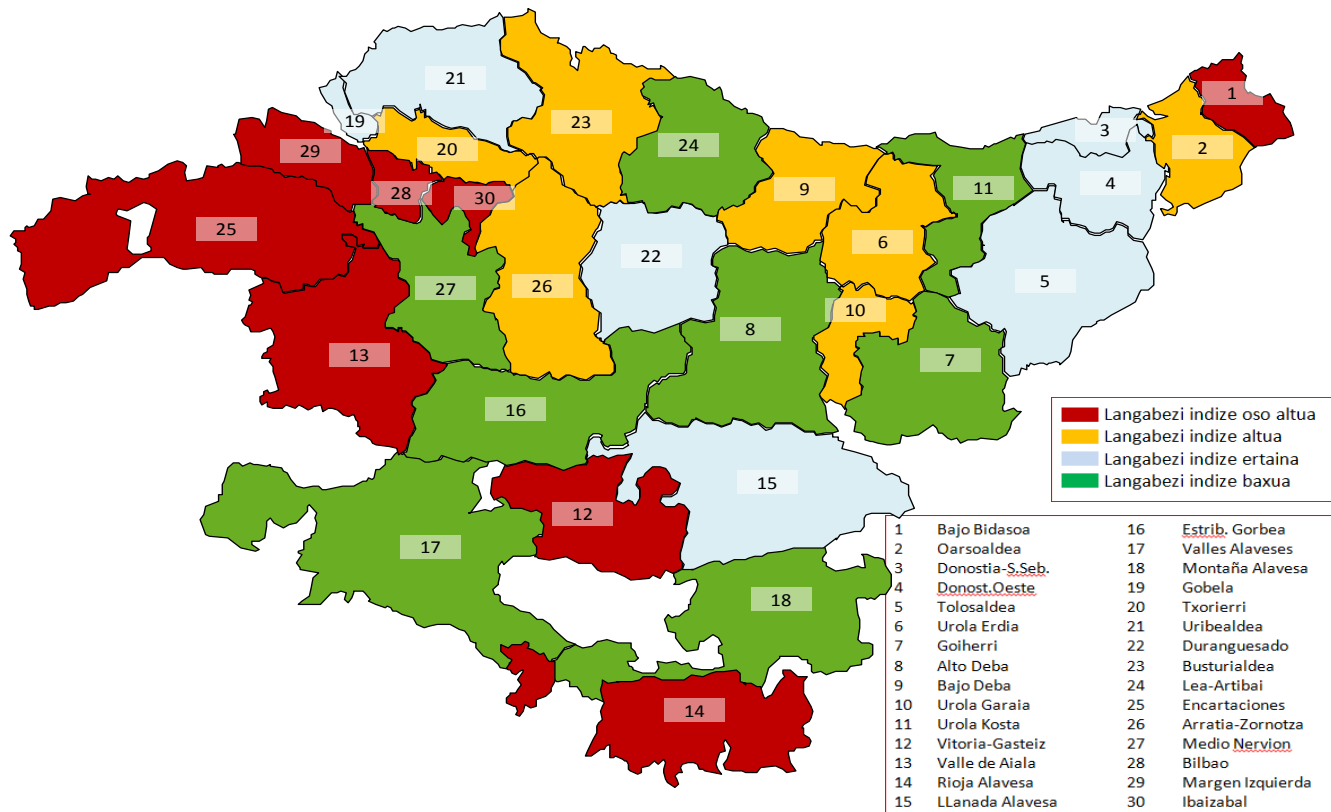 21
1
19
23
3
20
24
2
29
9
11
4
28
30
25
6
22
5
27
26
10
8
13
7
16
15
12
17
18
14
Langabezi indize oso altua
Langabezi indize altua
Langabezi indize ertaina
Langabezi indize baxua
1 Bajo Bidasoa 16 Estrib. Gorbea
2 Oarsoaldea 17 Valles Alaveses
3 Donostia-S.Seb. 18 Montaña Alavesa
4 Donost.Oeste 19 Gobela
5 Tolosaldea 20 Txorierri
6 Urola Erdia 21 Uribealdea
7 Goiherri 22 Duranguesado
8 Alto Deba 23 Busturialdea
9 Bajo Deba 24 Lea-Artibai
10 Urola Garaia 25 Encartaciones
11 Urola Kosta 26 Arratia-Zornotza
12 Vitoria-Gasteiz 27 Medio Nervion
13 Valle de Aiala 28 Bilbao
14 Rioja Alavesa 29 Margen Izquierda
15 LLanada Alavesa 30 Ibaizabal